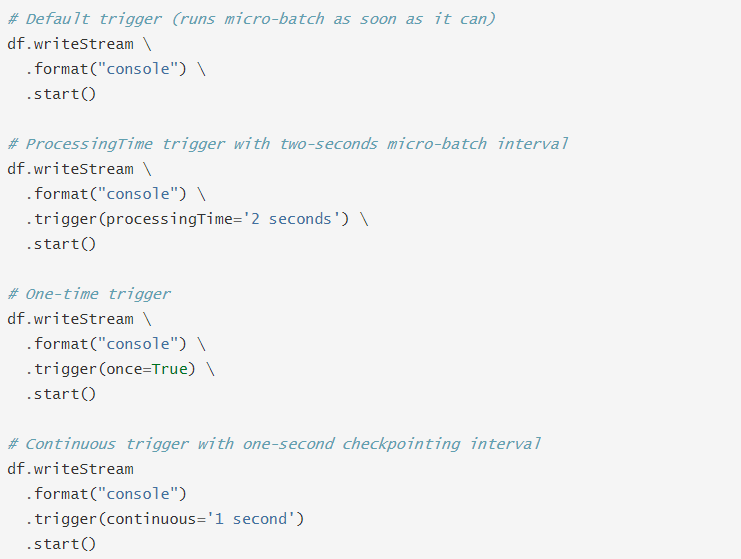 # Default trigger (runs micro-batch as soon as it can)
df.writeStream \
  .format("console") \
  .start()

# ProcessingTime trigger with two-seconds micro-batch interval
df.writeStream \
  .format("console") \
  .trigger(processingTime='2 seconds') \
  .start()

# One-time trigger
df.writeStream \
  .format("console") \
  .trigger(once=True) \
  .start()

# Continuous trigger with one-second checkpointing interval
df.writeStream
  .format("console")
  .trigger(continuous='1 second')
  .start()